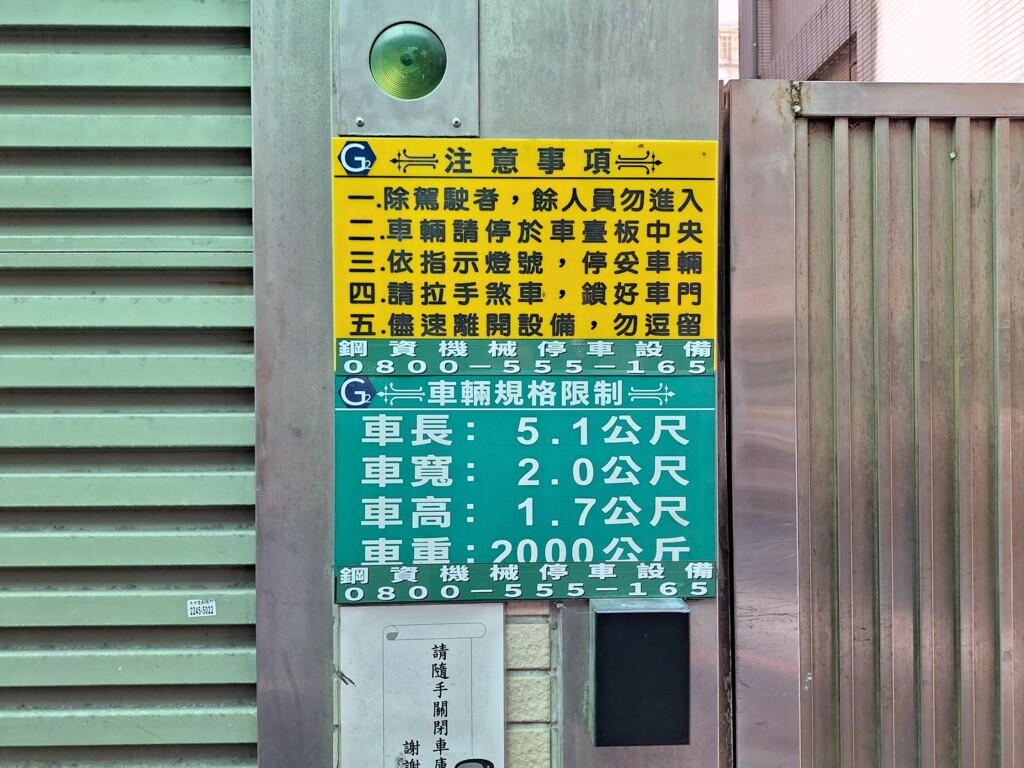 G2 注意事項
一.除駕駛者，餘人員勿進入
二.車輛請停於車臺板中央
三.依指示燈號，停妥車輛
四.請拉手煞車，鎖好車門
五.儘速離開設備，勿逗留
鋼資機械停車設備
0800-555-165
G2 車輛規格限制
車長： 5.1公尺
車寬： 2.0公尺
車高： 1.7公尺
車重：2000公斤
鋼資機械停車設備
0800-555-165
2245-5022
請隨手關閉車庫
謝謝